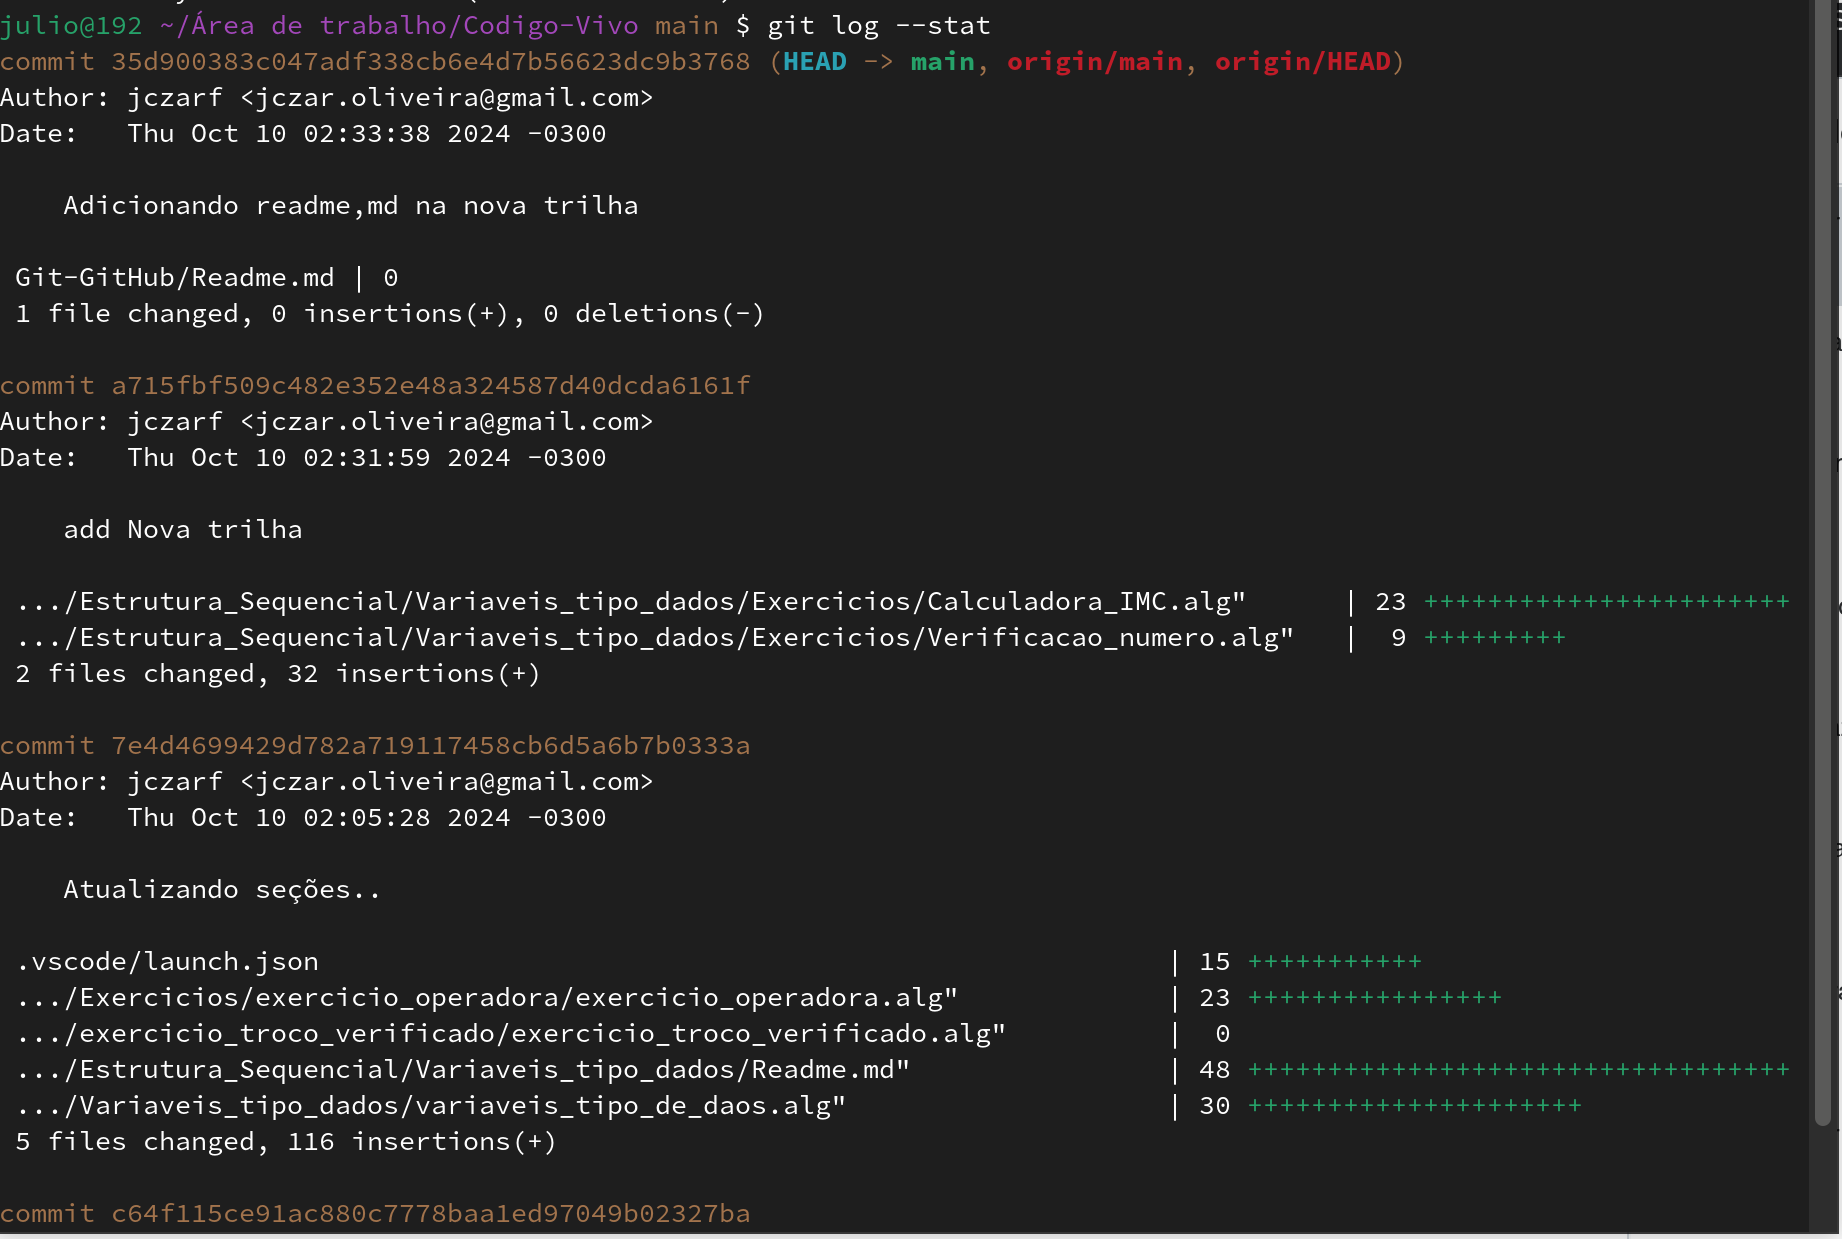 julio@192 ~/Área de trabalho/Codigo-Vivo main $ git log --stat
commit 35d900383c047adf338cb6e4d7b56623dc9b3768 (HEAD -> main, origin/main, origin/HEAD)
Author: jczarf <jczar.oliveira@gmail.com>
Date:   Thu Oct 10 02:33:38 2024 -0300
    Adicionando readme,md na nova trilha
 Git-GitHub/Readme.md | 0
 1 file changed, 0 insertions(+), 0 deletions(-)
commit a715fbf509c482e352e48a324587d40dcda6161f
Author: jczarf <jczar.oliveira@gmail.com>
Date:   Thu Oct 10 02:31:59 2024 -0300
    add Nova trilha
 .../Estrutura_Sequencial/Variaveis_tipo_dados/Exercicios/Calculadora_IMC.alg"      | 23 +++++++++++++++++++++++
 .../Estrutura_Sequencial/Variaveis_tipo_dados/Exercicios/Verificacao_numero.alg"   |  9 +++++++++
 2 files changed, 32 insertions(+)
commit 7e4d4699429d782a719117458cb6d5a6b7b0333a
Author: jczarf <jczar.oliveira@gmail.com>
Date:   Thu Oct 10 02:05:28 2024 -0300
    Atualizando seções..
 .vscode/launch.json                                                     | 15 +++++++++++
 .../Exercicios/exercicio_operadora/exercicio_operadora.alg"             | 23 ++++++++++++++++
 .../exercicio_troco_verificado/exercicio_troco_verificado.alg"          |  0
 .../Estrutura_Sequencial/Variaveis_tipo_dados/Readme.md"                | 48 ++++++++++++++++++++++++++++++++++
 .../Variaveis_tipo_dados/variaveis_tipo_de_daos.alg"                    | 30 +++++++++++++++++++++
 5 files changed, 116 insertions(+)
commit c64f115ce91ac880c7778baa1ed97049b02327ba